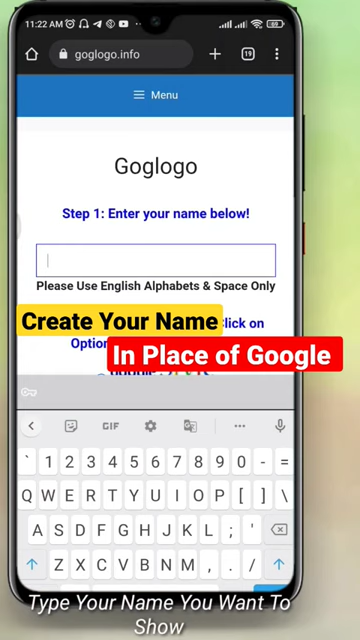 11:22 AM
69
goglogo.info
19
Menu
Goglogo
Step 1: Enter your name below!
Please Use English Alphabets & Space Only
Create Your Name
Click on
In Place of Google
Option
GIF
` 1 2 3 4 5 6 7 8 9 0 - =
Q W E R T Y U I O P [ ] \
A S D F G H J K L ; '
Z X C V B N M , . /
Type Your Name You Want To
Show